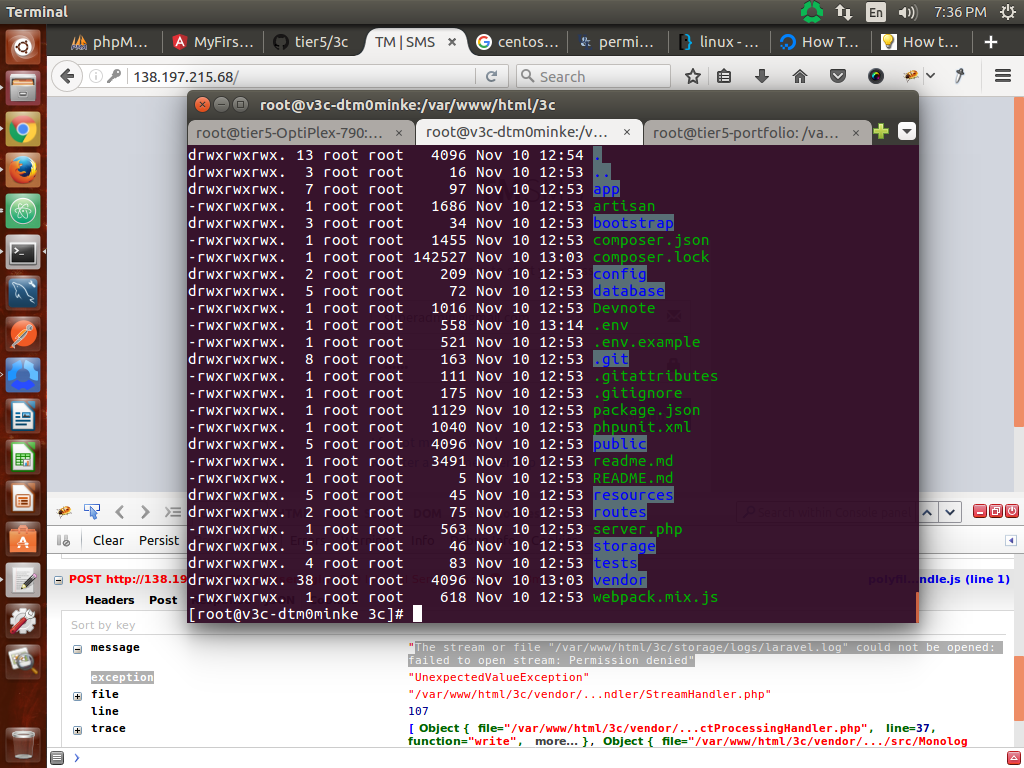 Terminal
En
7:36 PM
phpM...
MyFirs...
tier5/3c
TM | SMS
centos...
permi...
linux - ...
How T...
How t...
138.197.215.68/
Search
root@v3c-dtm0minke:/var/www/html/3c
root@tier5-OptiPlex-790:...
root@v3c-dtm0minke:/v...
root@tier5-portfolio: /va...
drwxrwxrwx. 13 root root 4096 Nov 10 12:54 .
drwxrwxrwx. 3 root root 16 Nov 10 12:53 ..
drwxrwxrwx. 7 root root 97 Nov 10 12:53 app
-rwxrwxrwx. 1 root root 1686 Nov 10 12:53 artisan
drwxrwxrwx. 3 root root 34 Nov 10 12:53 bootstrap
-rwxrwxrwx. 1 root root 1455 Nov 10 12:53 composer.json
-rwxrwxrwx. 1 root root 142527 Nov 10 13:03 composer.lock
drwxrwxrwx. 2 root root 209 Nov 10 12:53 config
drwxrwxrwx. 5 root root 72 Nov 10 12:53 database
-rwxrwxrwx. 1 root root 1016 Nov 10 12:53 Devnote
-rwxrwxrwx. 1 root root 558 Nov 10 13:14 .env
-rwxrwxrwx. 1 root root 521 Nov 10 12:53 .env.example
drwxrwxrwx. 8 root root 163 Nov 10 12:53 .git
-rwxrwxrwx. 1 root root 111 Nov 10 12:53 .gitattributes
-rwxrwxrwx. 1 root root 175 Nov 10 12:53 .gitignore
-rwxrwxrwx. 1 root root 1129 Nov 10 12:53 package.json
-rwxrwxrwx. 1 root root 1040 Nov 10 12:53 phpunit.xml
drwxrwxrwx. 5 root root 4096 Nov 10 12:53 public
-rwxrwxrwx. 1 root root 3491 Nov 10 12:53 readme.md
-rwxrwxrwx. 1 root root 5 Nov 10 12:53 README.md
drwxrwxrwx. 5 root root 45 Nov 10 12:53 resources
drwxrwxrwx. 2 root root 75 Nov 10 12:53 routes
-rwxrwxrwx. 1 root root 563 Nov 10 12:53 server.php
drwxrwxrwx. 5 root root 46 Nov 10 12:53 storage
drwxrwxrwx. 4 root root 83 Nov 10 12:53 tests
drwxrwxrwx. 38 root root 4096 Nov 10 13:03 vendor
-rwxrwxrwx. 1 root root 618 Nov 10 12:53 webpack.mix.js
[root@v3c-dtm0minke 3c]#
Clear Persist
POST http://138.19
polyfil...ndle.js (line 1)
Headers Post
Sort by key
message "The stream or file "/var/www/html/3c/storage/logs/laravel.log" could not be opened:
failed to open stream: Permission denied"
exception "UnexpectedValueException"
file "/var/www/html/3c/vendor/...ndler/StreamHandler.php"
line 107
trace [ Object { file="/var/www/html/3c/vendor/...ctProcessingHandler.php", line=37,
function="write", more... }, Object { file="/var/www/html/3c/vendor/.../src/Monolog